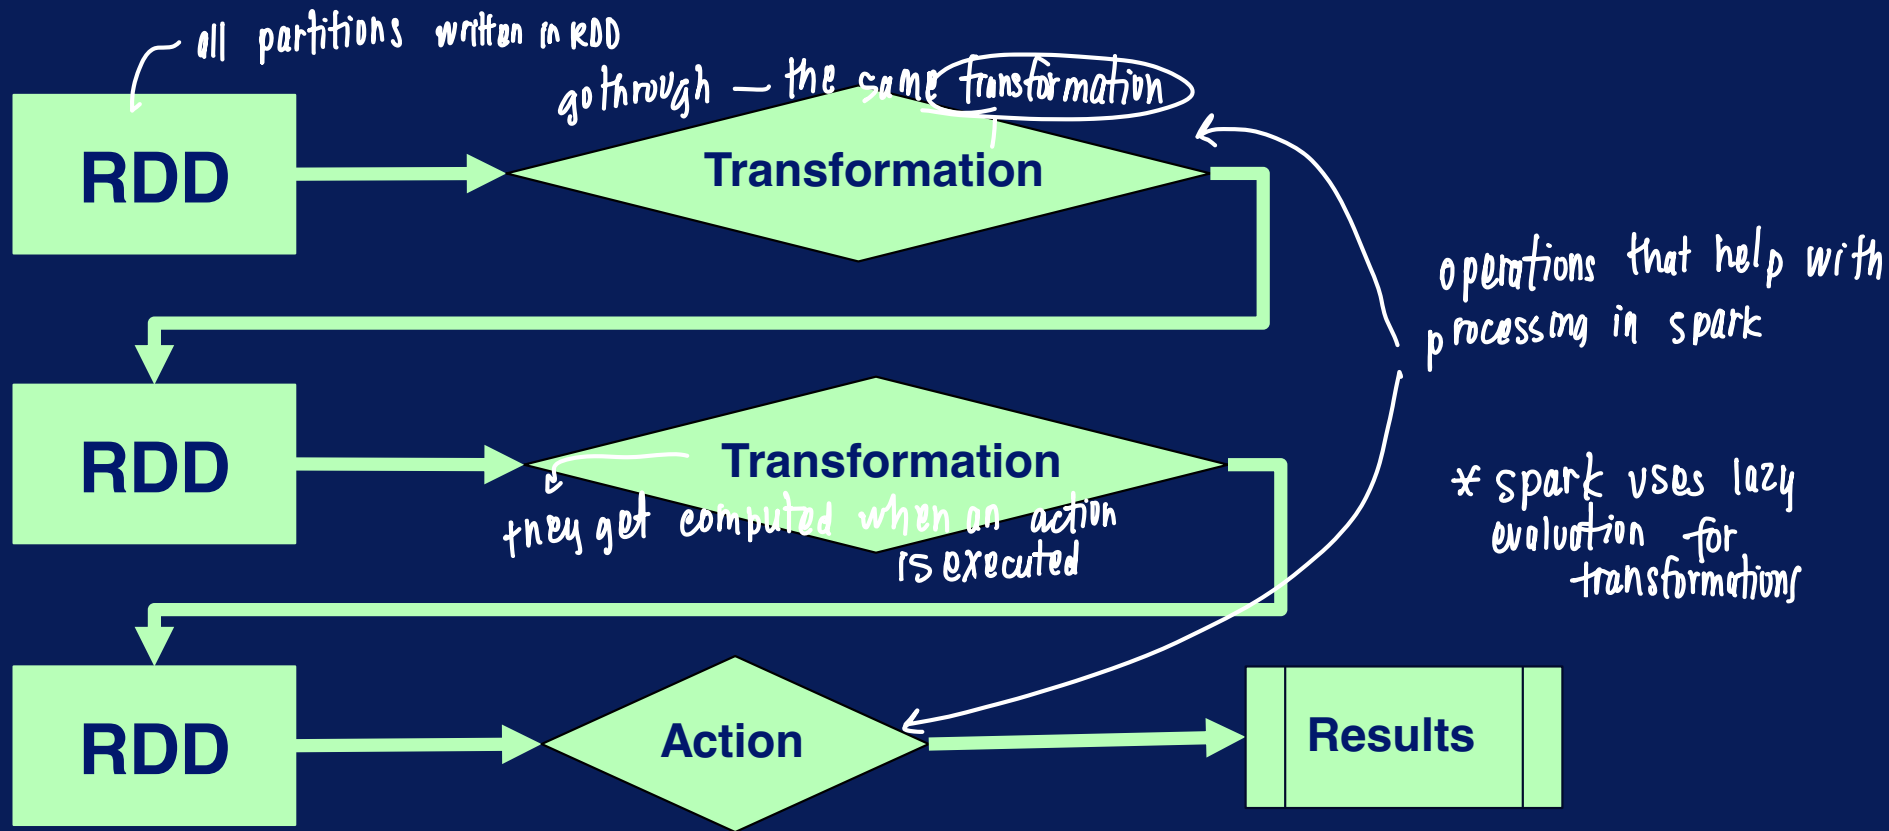 all partitions written in RDD
go through — the same transformation
RDD
Transformation
operations that help with
processing in spark
RDD
Transformation
they get computed when an action
is executed
* spark uses lazy
evaluation for
transformations
RDD
Action
Results